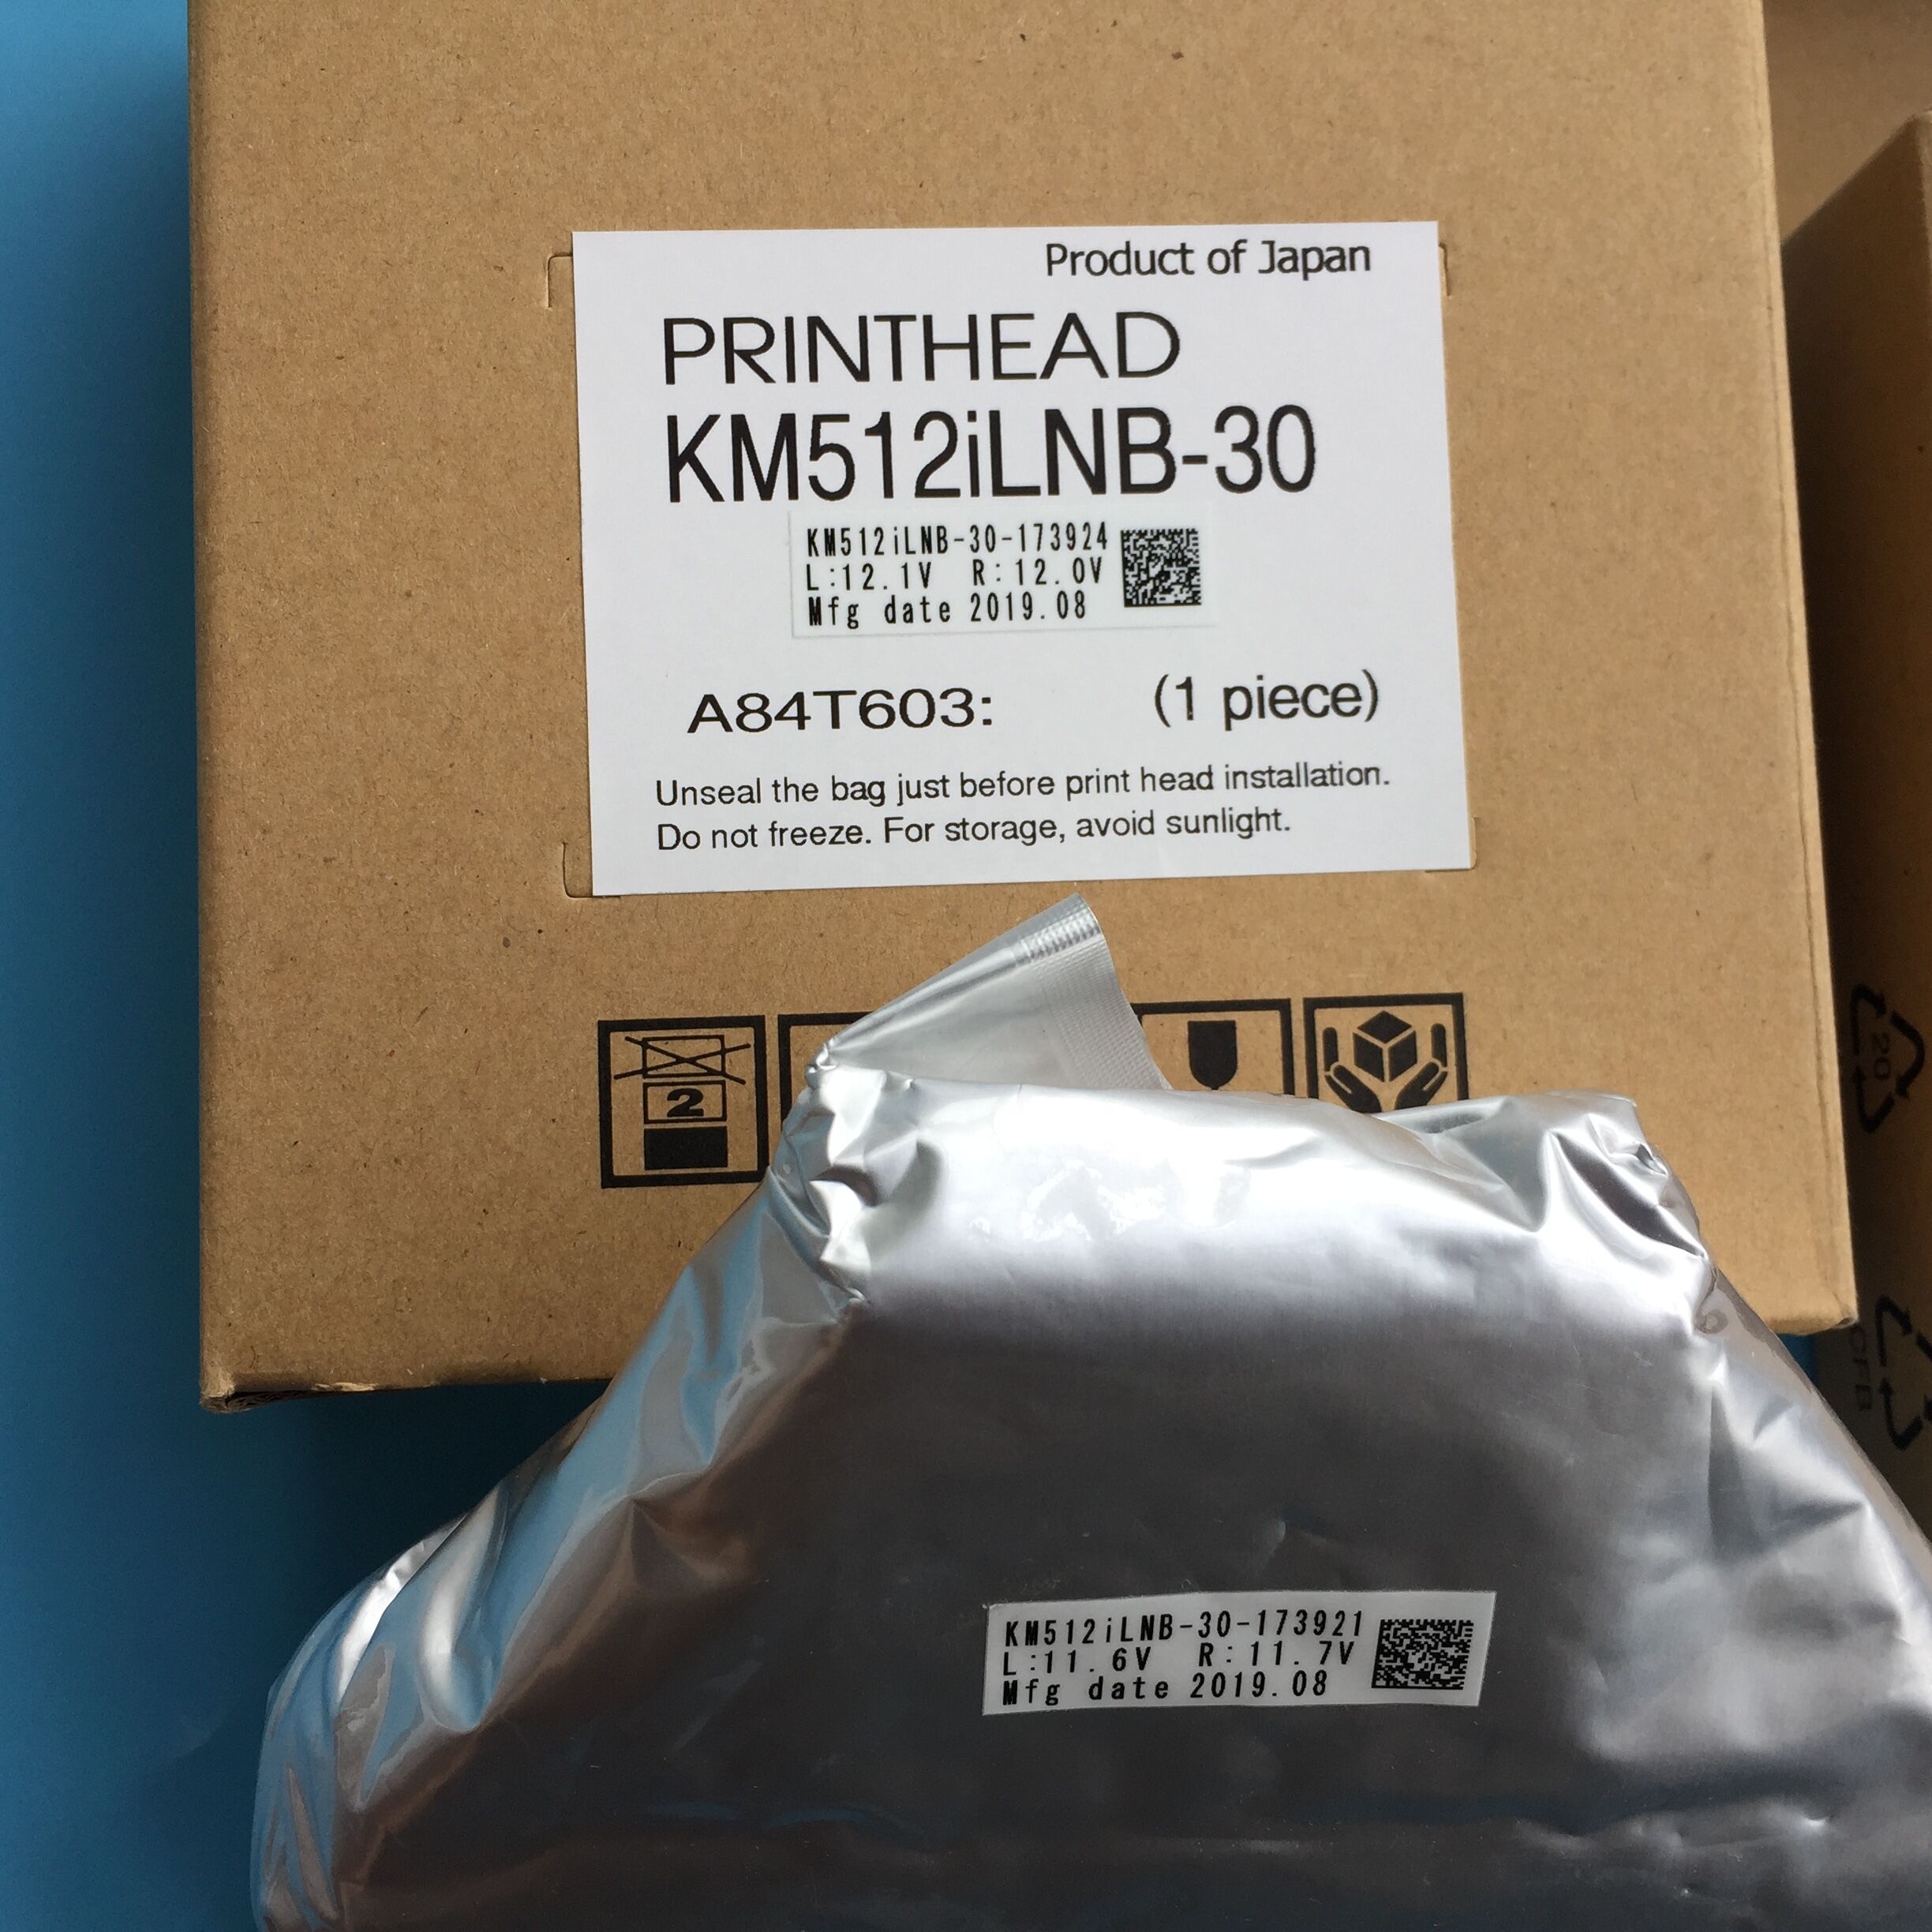 Product of Japan
PRINTHEAD
KM512iLNB-30
KM512iLNB-30-173924
L:12.1V R:12.0V
Mfg date 2019.08
A84T603: (1 piece)
Unseal the bag just before print head installation.
Do not freeze. For storage, avoid sunlight.
2
20
KM512iLNB-30-173921
L:11.6V R:11.7V
Mfg date 2019.08